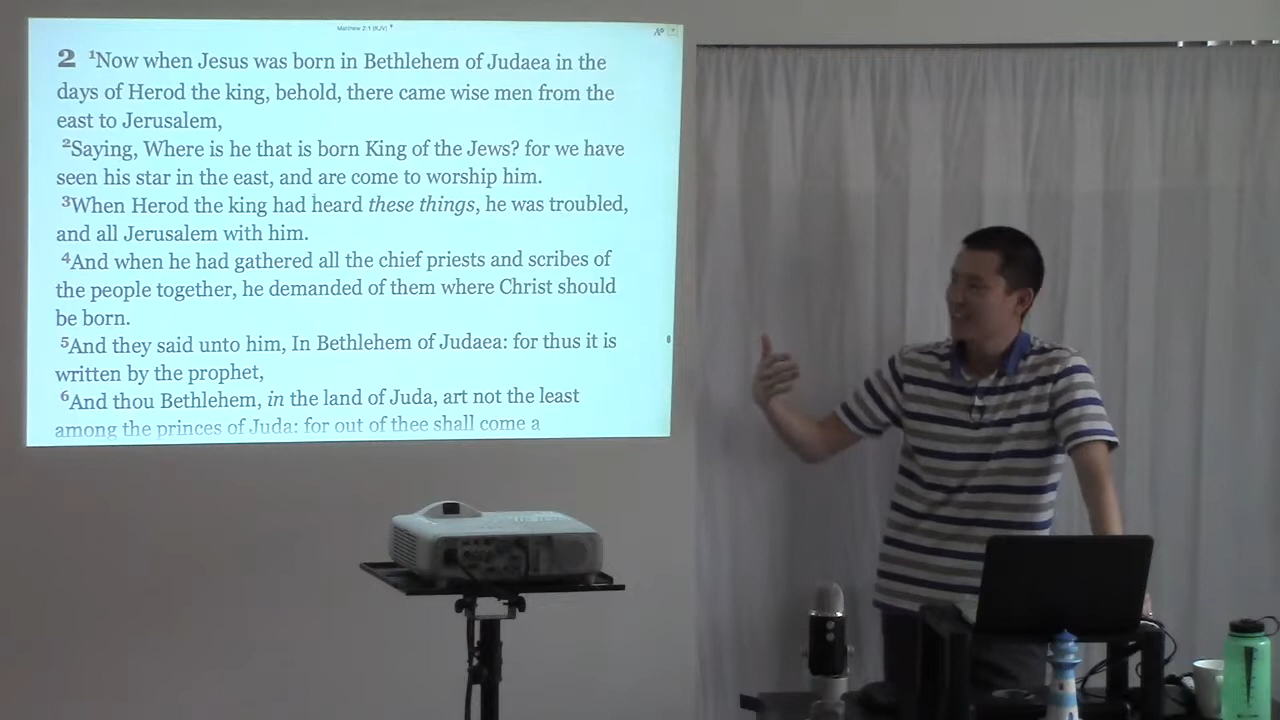 Matthew 2:1 (KJV)
2 ¹Now when Jesus was born in Bethlehem of Judaea in the
days of Herod the king, behold, there came wise men from the
east to Jerusalem,
²Saying, Where is he that is born King of the Jews? for we have
seen his star in the east, and are come to worship him.
³When Herod the king had heard these things, he was troubled,
and all Jerusalem with him.
⁴And when he had gathered all the chief priests and scribes of
the people together, he demanded of them where Christ should
be born.
⁵And they said unto him, In Bethlehem of Judaea: for thus it is
written by the prophet,
⁶And thou Bethlehem, in the land of Juda, art not the least
among the princes of Juda: for out of thee shall come a